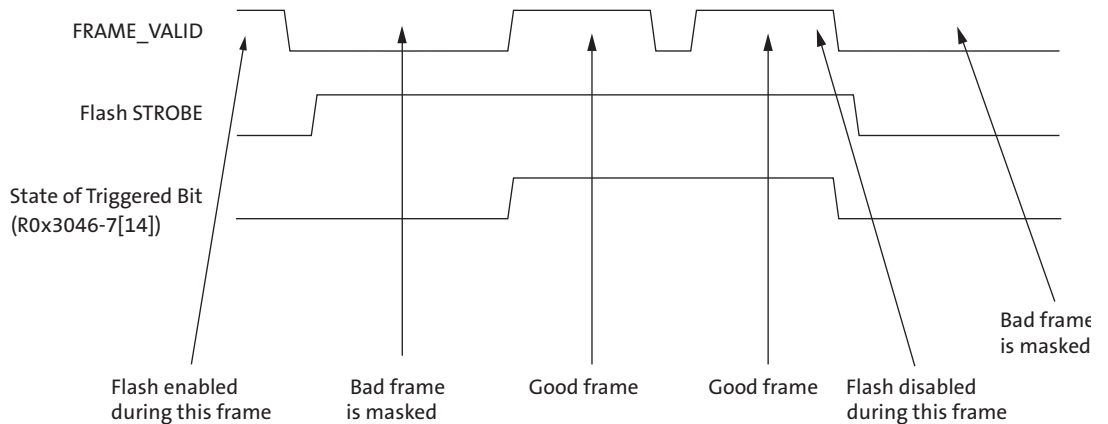 FRAME_VALID
Flash STROBE
State of Triggered Bit
(R0x3046-7[14])
Bad frame
is masked
Flash enabled
during this frame
Bad frame
is masked
Good frame
Good frame
Flash disabled
during this frame